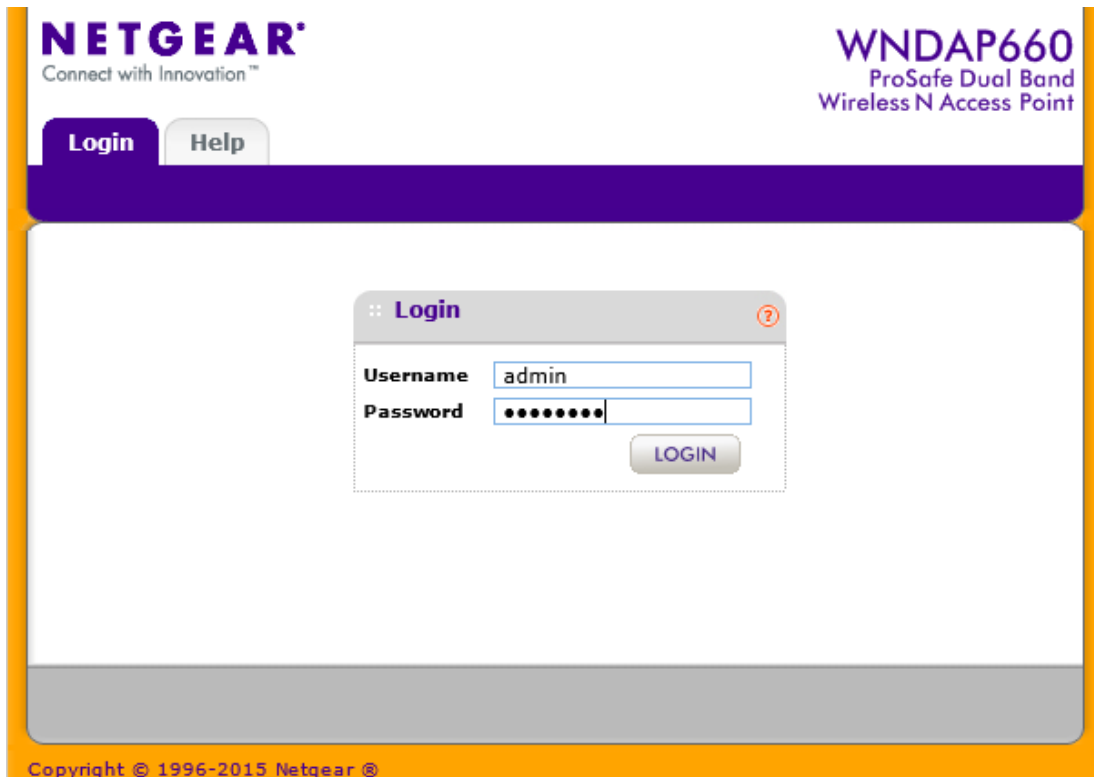 NETGEAR®
Connect with Innovation™
WNDAP660
ProSafe Dual Band
Wireless N Access Point
Login
Help
Login
?
Username admin
Password ••••••••
LOGIN
Copyright © 1996-2015 Netgear ®